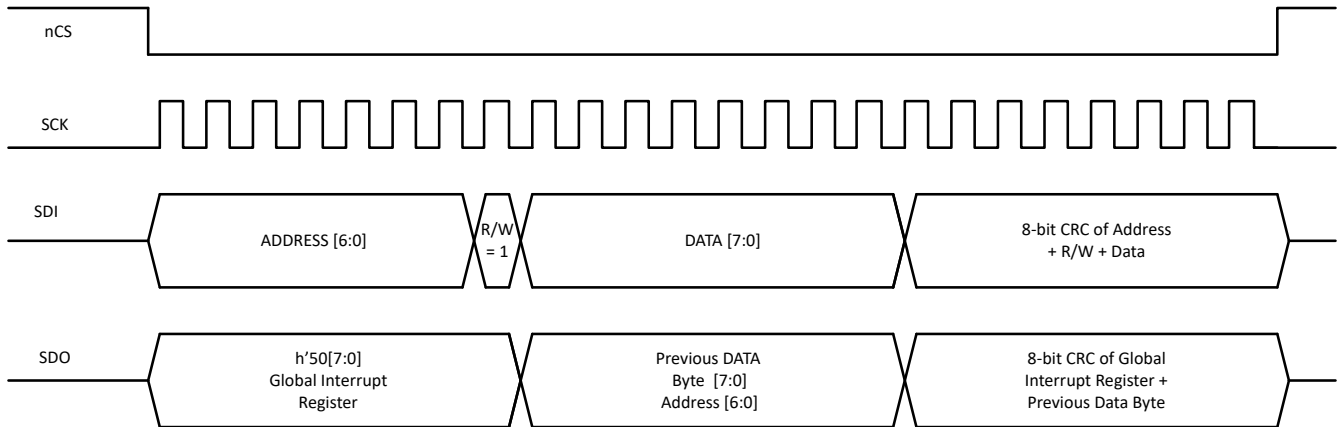 nCS
SCK
SDI
ADDRESS [6:0]
R/W
= 1
DATA [7:0]
8-bit CRC of Address
+ R/W + Data
SDO
h’50[7:0]
Global Interrupt
Register
Previous DATA
Byte  [7:0]
Address [6:0]
8-bit CRC of Global
Interrupt Register +
Previous Data Byte